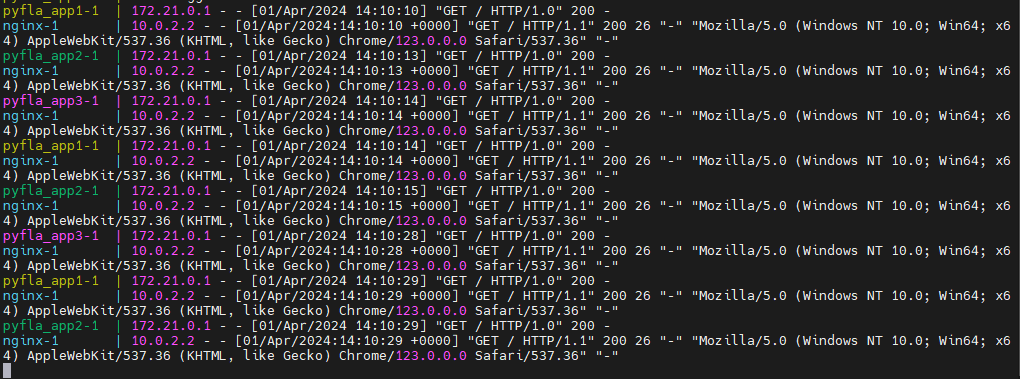 pyfla_app1-1  | 172.21.0.1 - - [01/Apr/2024 14:10:10] "GET / HTTP/1.0" 200 -
nginx-1       | 10.0.2.2 - - [01/Apr/2024:14:10:10 +0000] "GET / HTTP/1.1" 200 26 "-" "Mozilla/5.0 (Windows NT 10.0; Win64; x6
4) AppleWebKit/537.36 (KHTML, like Gecko) Chrome/123.0.0.0 Safari/537.36" "-"
pyfla_app2-1  | 172.21.0.1 - - [01/Apr/2024 14:10:13] "GET / HTTP/1.0" 200 -
nginx-1       | 10.0.2.2 - - [01/Apr/2024:14:10:13 +0000] "GET / HTTP/1.1" 200 26 "-" "Mozilla/5.0 (Windows NT 10.0; Win64; x6
4) AppleWebKit/537.36 (KHTML, like Gecko) Chrome/123.0.0.0 Safari/537.36" "-"
pyfla_app3-1  | 172.21.0.1 - - [01/Apr/2024 14:10:14] "GET / HTTP/1.0" 200 -
nginx-1       | 10.0.2.2 - - [01/Apr/2024:14:10:14 +0000] "GET / HTTP/1.1" 200 26 "-" "Mozilla/5.0 (Windows NT 10.0; Win64; x6
4) AppleWebKit/537.36 (KHTML, like Gecko) Chrome/123.0.0.0 Safari/537.36" "-"
pyfla_app1-1  | 172.21.0.1 - - [01/Apr/2024 14:10:14] "GET / HTTP/1.0" 200 -
nginx-1       | 10.0.2.2 - - [01/Apr/2024:14:10:14 +0000] "GET / HTTP/1.1" 200 26 "-" "Mozilla/5.0 (Windows NT 10.0; Win64; x6
4) AppleWebKit/537.36 (KHTML, like Gecko) Chrome/123.0.0.0 Safari/537.36" "-"
pyfla_app2-1  | 172.21.0.1 - - [01/Apr/2024 14:10:15] "GET / HTTP/1.0" 200 -
nginx-1       | 10.0.2.2 - - [01/Apr/2024:14:10:15 +0000] "GET / HTTP/1.1" 200 26 "-" "Mozilla/5.0 (Windows NT 10.0; Win64; x6
4) AppleWebKit/537.36 (KHTML, like Gecko) Chrome/123.0.0.0 Safari/537.36" "-"
pyfla_app3-1  | 172.21.0.1 - - [01/Apr/2024 14:10:28] "GET / HTTP/1.0" 200 -
nginx-1       | 10.0.2.2 - - [01/Apr/2024:14:10:28 +0000] "GET / HTTP/1.1" 200 26 "-" "Mozilla/5.0 (Windows NT 10.0; Win64; x6
4) AppleWebKit/537.36 (KHTML, like Gecko) Chrome/123.0.0.0 Safari/537.36" "-"
pyfla_app1-1  | 172.21.0.1 - - [01/Apr/2024 14:10:29] "GET / HTTP/1.0" 200 -
nginx-1       | 10.0.2.2 - - [01/Apr/2024:14:10:29 +0000] "GET / HTTP/1.1" 200 26 "-" "Mozilla/5.0 (Windows NT 10.0; Win64; x6
4) AppleWebKit/537.36 (KHTML, like Gecko) Chrome/123.0.0.0 Safari/537.36" "-"
pyfla_app2-1  | 172.21.0.1 - - [01/Apr/2024 14:10:29] "GET / HTTP/1.0" 200 -
nginx-1       | 10.0.2.2 - - [01/Apr/2024:14:10:29 +0000] "GET / HTTP/1.1" 200 26 "-" "Mozilla/5.0 (Windows NT 10.0; Win64; x6
4) AppleWebKit/537.36 (KHTML, like Gecko) Chrome/123.0.0.0 Safari/537.36" "-"